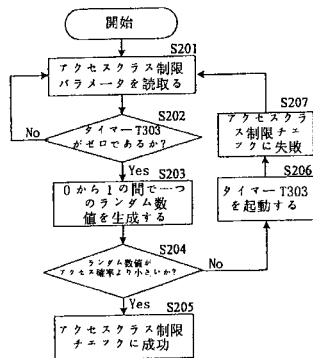 開始
S201
アクセスクラス制限
パラメータを読取る
S202
タイマーT303
がゼロであるか?
No
Yes
S203
0から1の間で一つ
のランダム数
値を生成する
S204
ランダム数値が
アクセス確率より小さいか?
No
Yes
S205
アクセスクラス制限
チエックに成功
S206
タイマーT303
を起動する
S207
アクセスクラ
ス制限チェ
ックに失敗